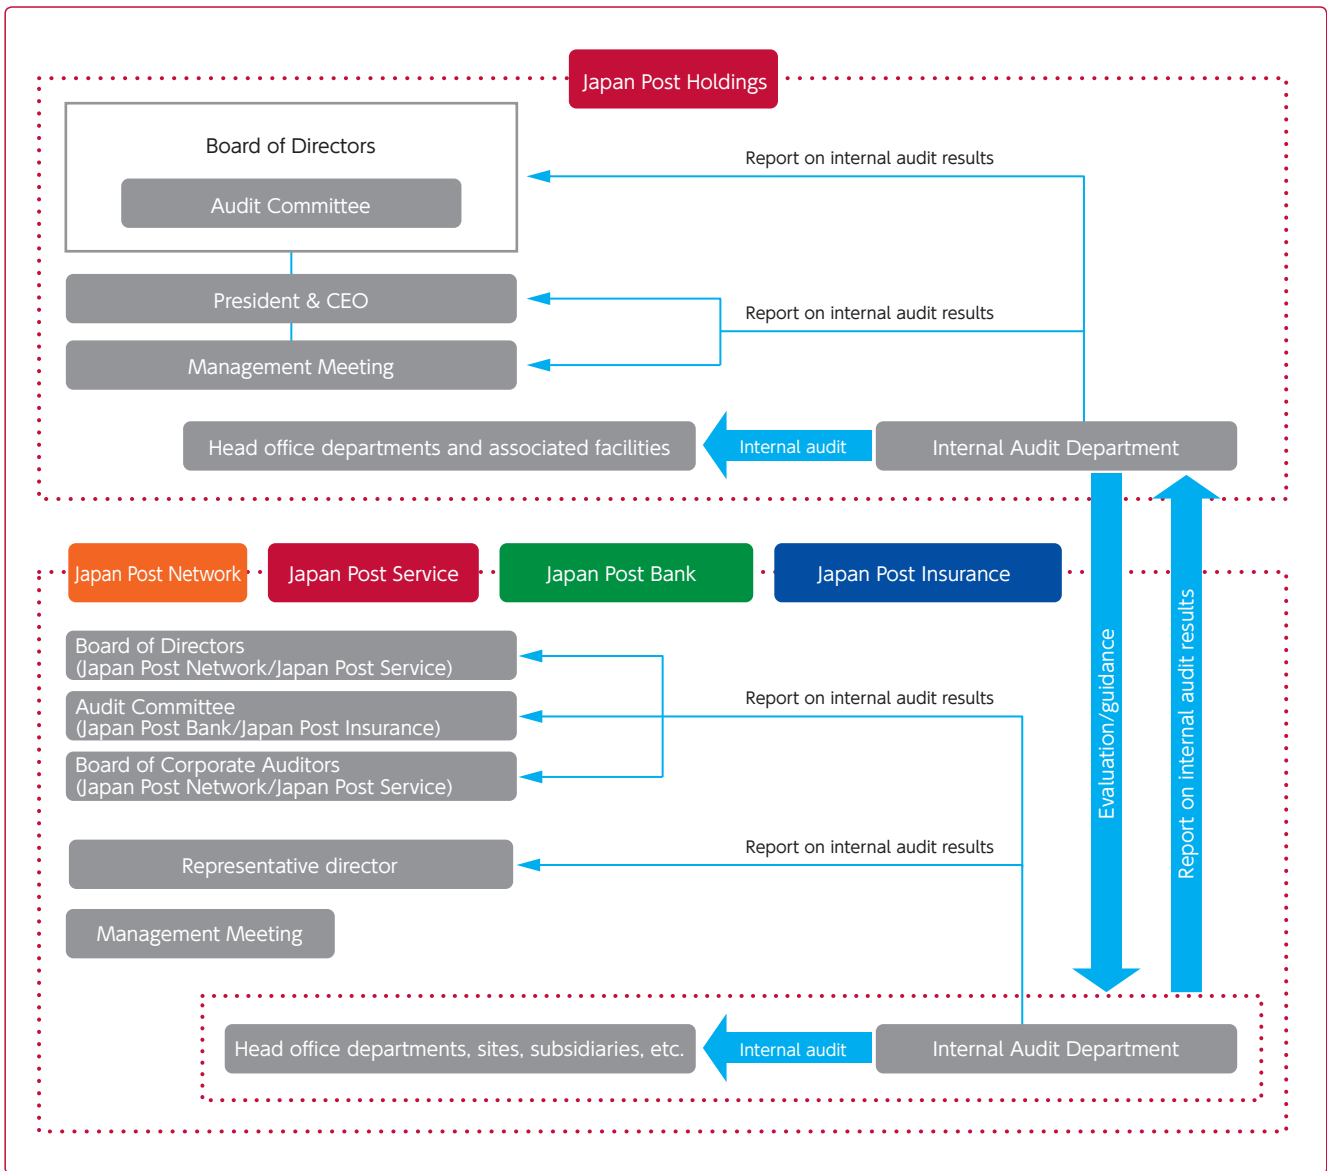 Japan Post Holdings
Board of Directors
Audit Committee
Report on internal audit results
President & CEO
Report on internal audit results
Management Meeting
Head office departments and associated facilities
Internal audit
Internal Audit Department
Japan Post Network
Japan Post Service
Japan Post Bank
Japan Post Insurance
Evaluation/guidance
Report on internal audit results
Board of Directors
(Japan Post Network/Japan Post Service)
Audit Committee
(Japan Post Bank/Japan Post Insurance)
Report on internal audit results
Board of Corporate Auditors
(Japan Post Network/Japan Post Service)
Representative director
Report on internal audit results
Management Meeting
Head office departments, sites, subsidiaries, etc.
Internal audit
Internal Audit Department